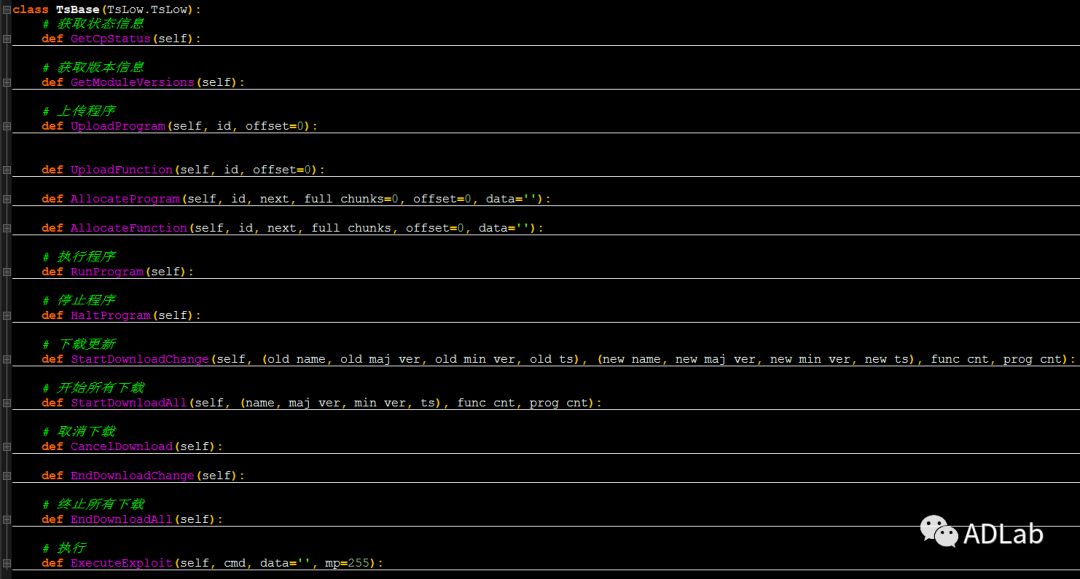 class TsBase(TsLow.TsLow):
# 获取状态信息
def GetCpStatus(self):
# 获取版本信息
def GetModuleVersions(self):
# 上传程序
def UploadProgram(self, id, offset=0):
def UploadFunction(self, id, offset=0):
def AllocateProgram(self, id, next, full_chunks=0, offset=0, data=''):
def AllocateFunction(self, id, next, full_chunks, offset=0, data=''):
# 执行程序
def RunProgram(self):
# 停止程序
def HaltProgram(self):
# 下载更新
def StartDownloadChange(self, (old_name, old_maj_ver, old_min_ver, old_ts), (new_name, new_maj_ver, new_min_ver, new_ts), func_cnt, prog_cnt):
# 开始所有下载
def StartDownloadAll(self, (name, maj_ver, min_ver, ts), func_cnt, prog_cnt):
# 取消下载
def CancelDownload(self):
def EndDownloadChange(self):
# 终止所有下载
def EndDownloadAll(self):
# 执行
def ExecuteExploit(self, cmd, data='', mp=255):
ADLab